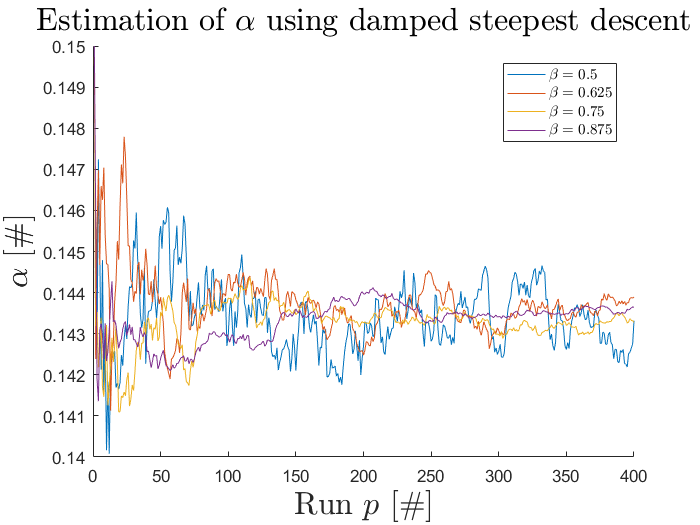 Estimation of α using damped steepest descent
0.15
0.149
0.148
0.147
0.146
0.145
0.144
0.143
0.142
0.141
0.14
α [#]
β = 0.5
β = 0.625
β = 0.75
β = 0.875
0 50 100 150 200 250 300 350 400
Run p [#]